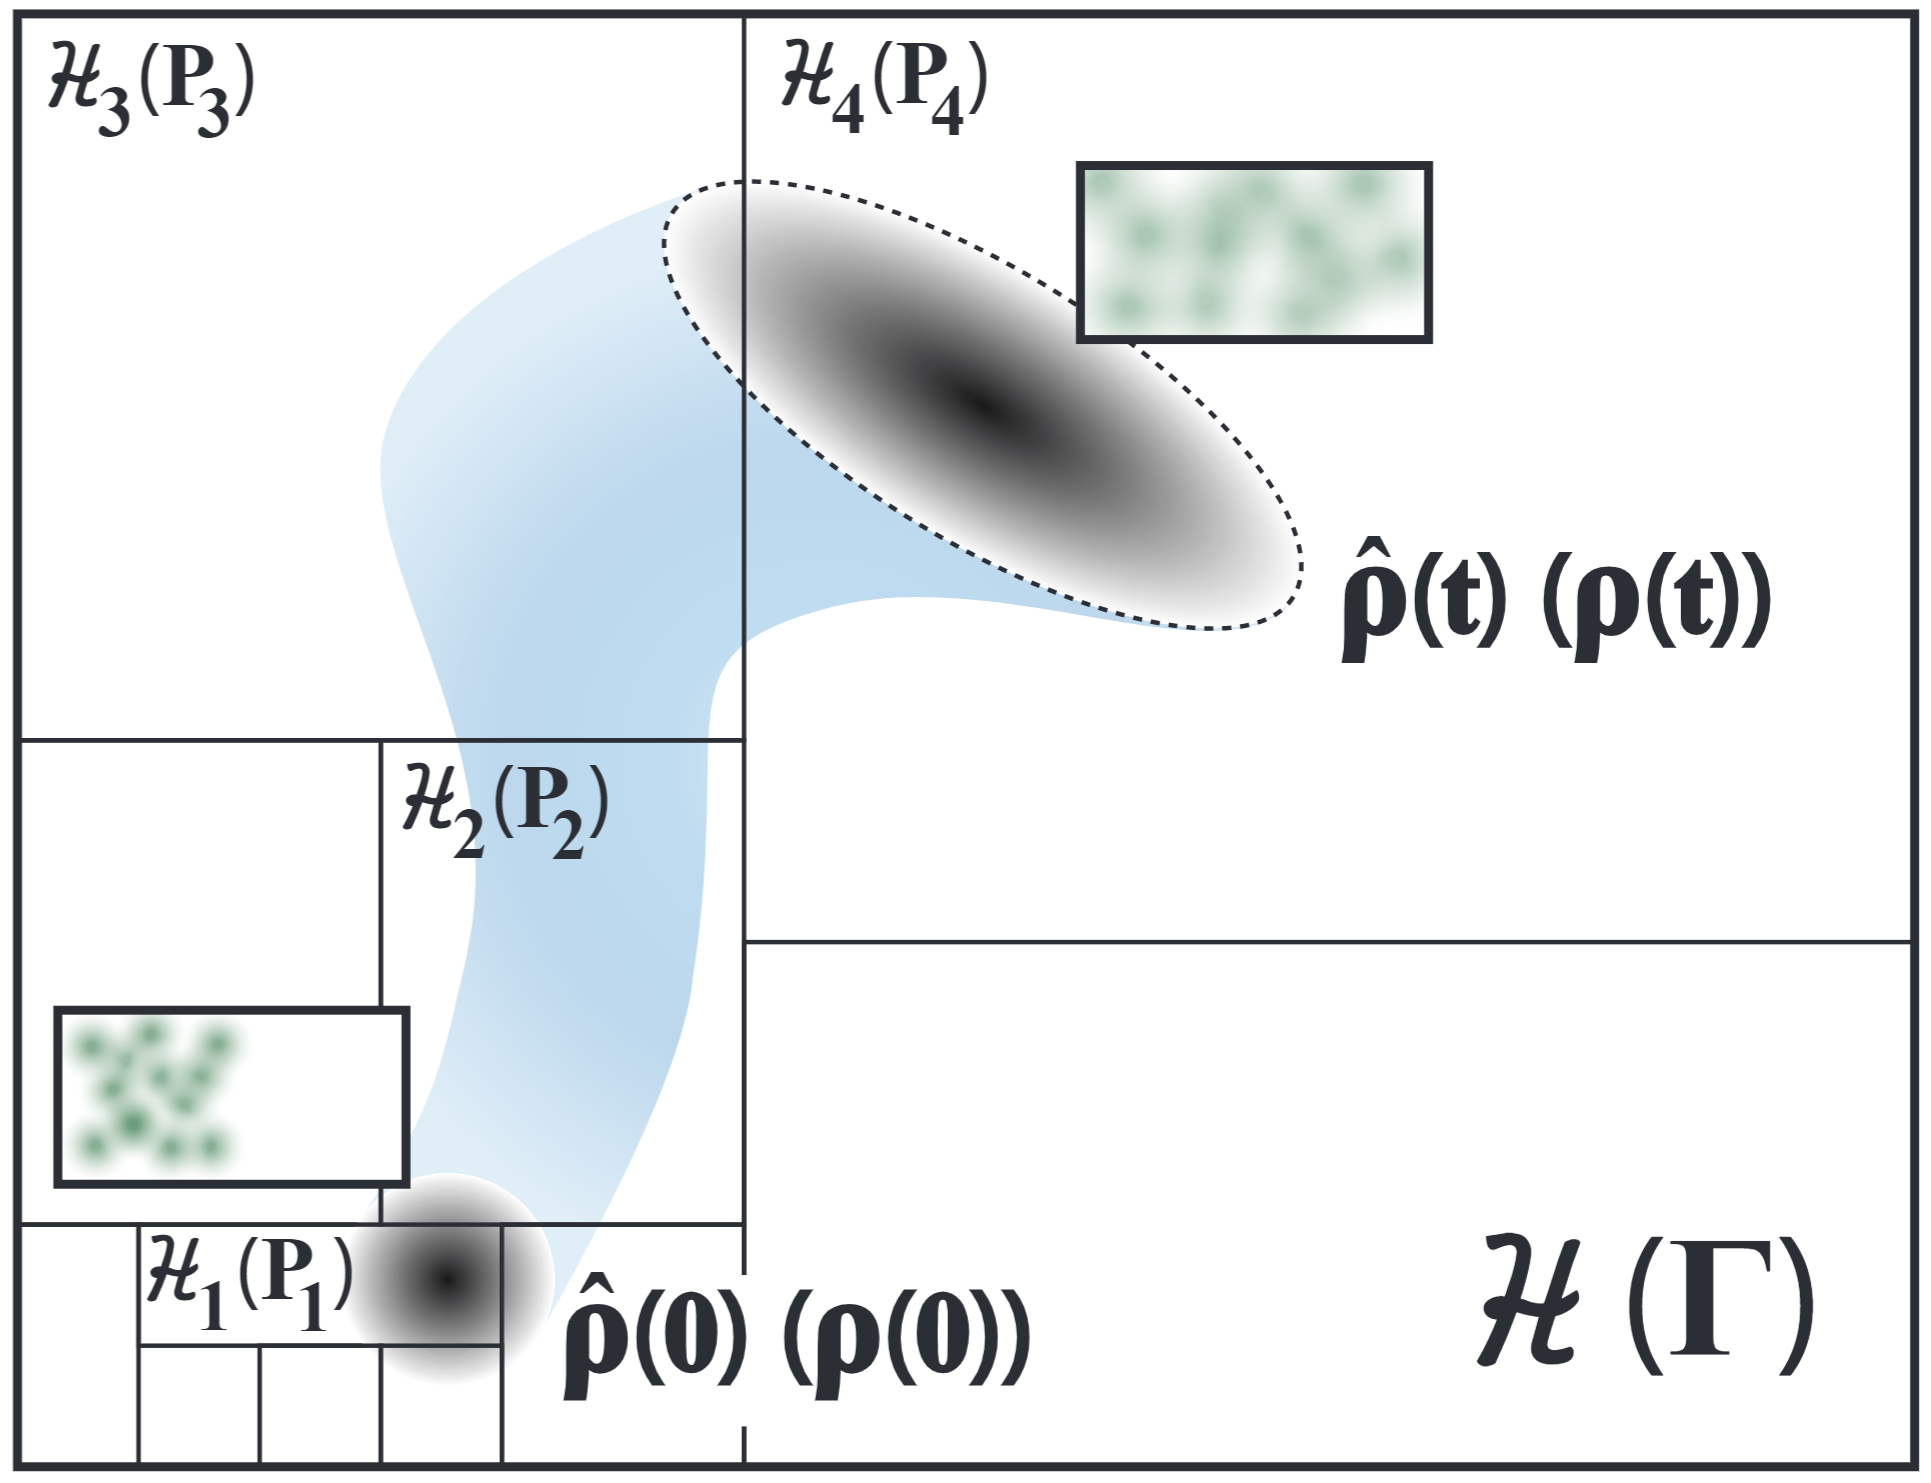 ℋ₃(P₃)
ℋ₄(P₄)
ρ̂(t) (ρ(t))
ℋ₂(P₂)
ℋ₁(P₁)
ρ̂(0) (ρ(0))
ℋ (Γ)